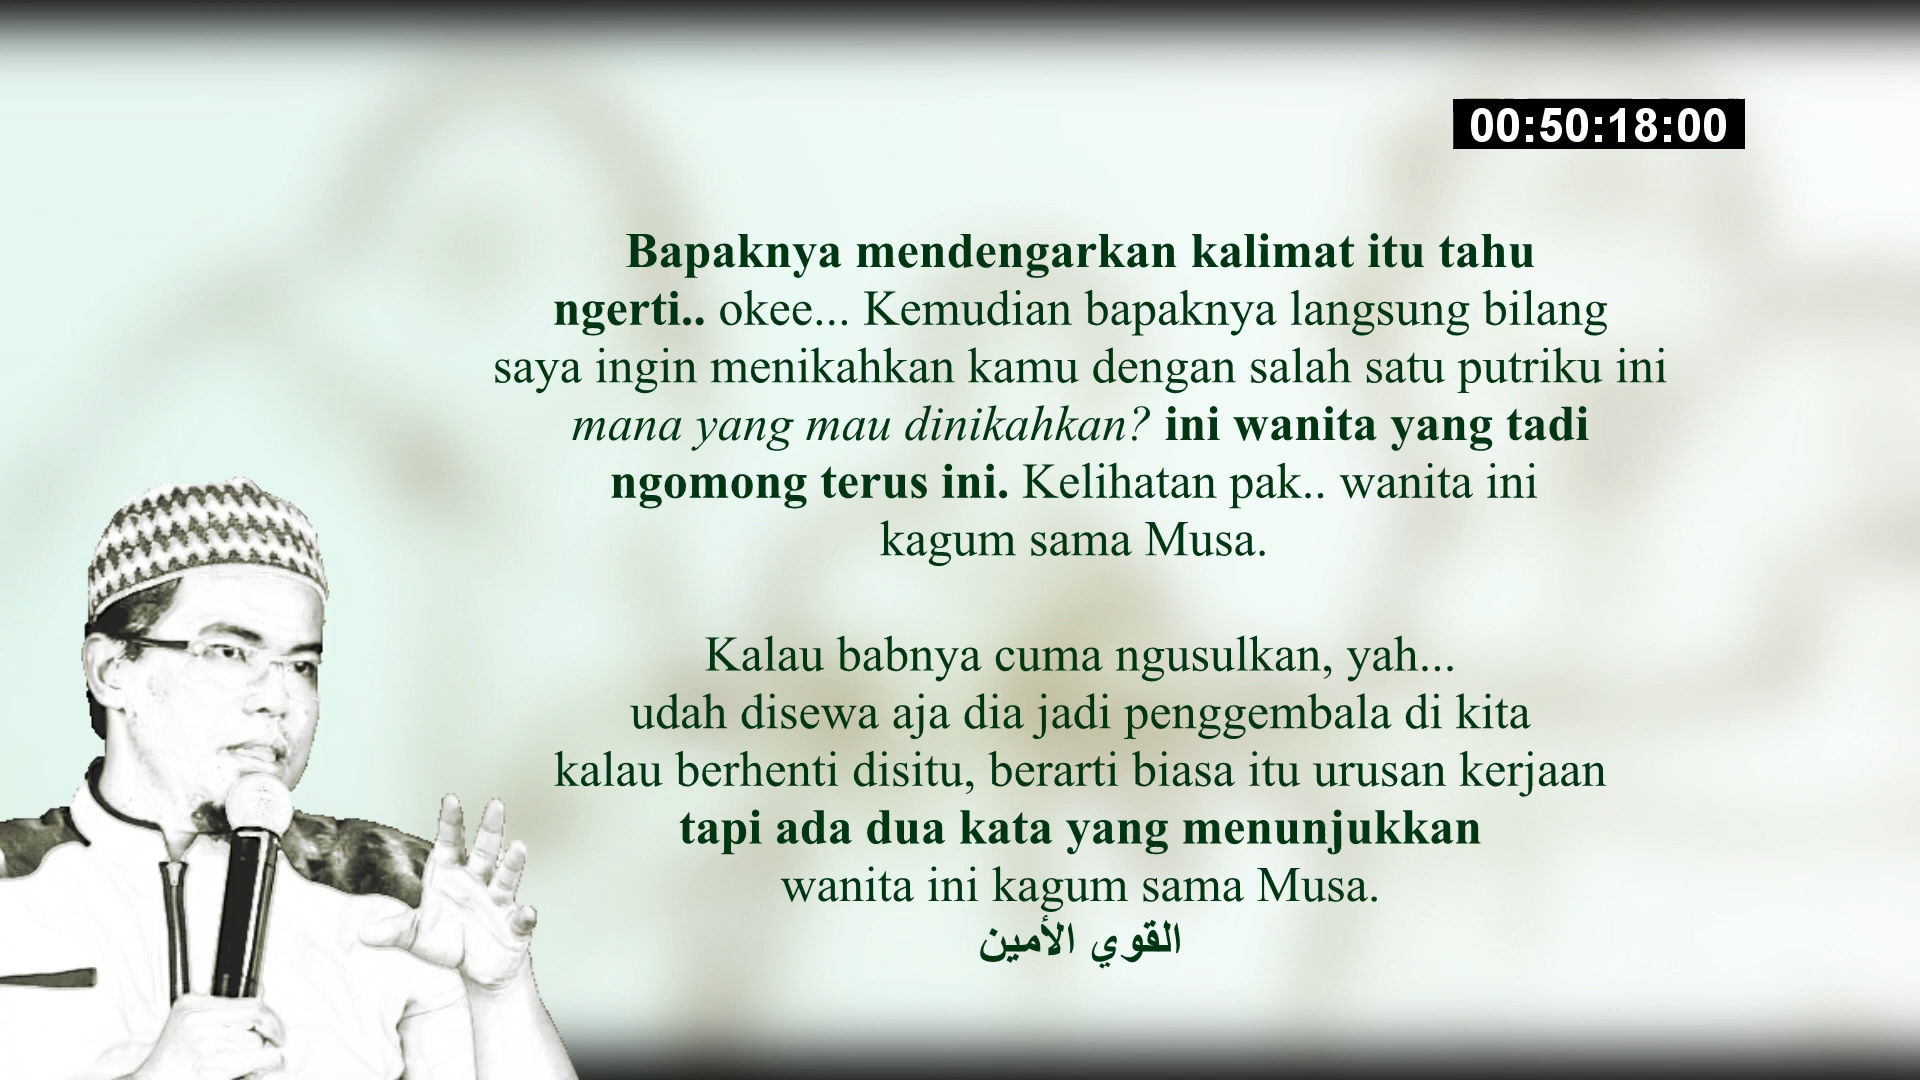 00:50:18:00
Bapaknya mendengarkan kalimat itu tahu
ngerti.. okee... Kemudian bapaknya langsung bilang
saya ingin menikahkan kamu dengan salah satu putriku ini
mana yang mau dinikahkan? ini wanita yang tadi
ngomong terus ini. Kelihatan pak.. wanita ini
kagum sama Musa.
Kalau babnya cuma ngusulkan, yah...
udah disewa aja dia jadi penggembala di kita
kalau berhenti disitu, berarti biasa itu urusan kerjaan
tapi ada dua kata yang menunjukkan
wanita ini kagum sama Musa.
القوي الأمين